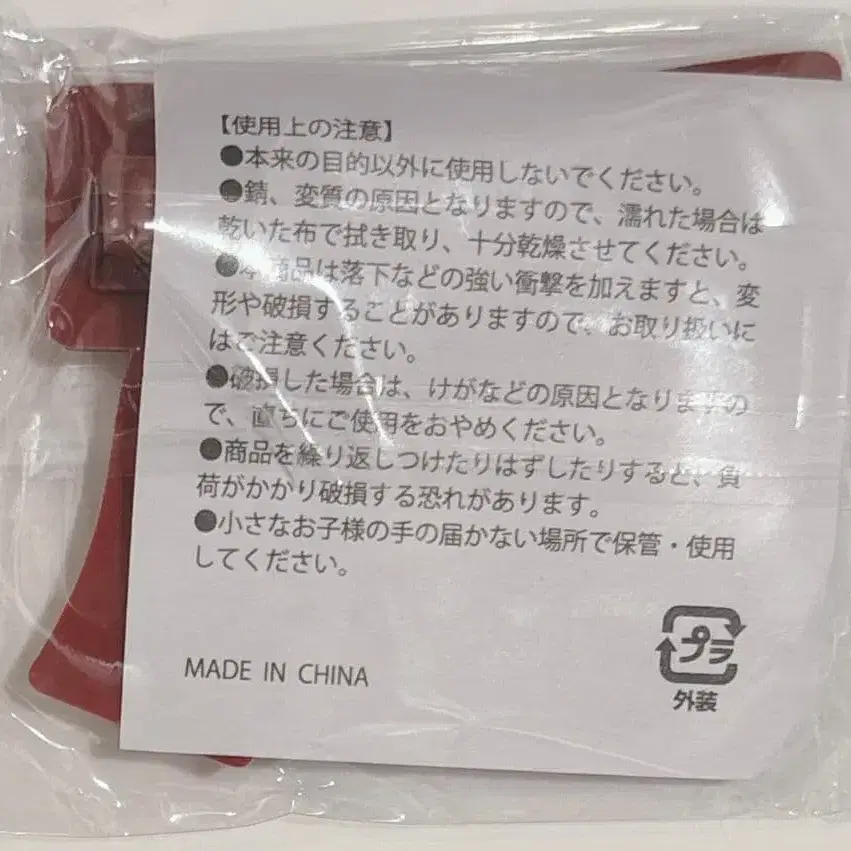 【使用上の注意】
●本来の目的以外に使用しないでください。
●錆、変質の原因となりますので、濡れた場合は
乾いた布で拭き取り、十分乾燥させてください。
●本商品は落下などの強い衝撃を加えますと、変
形や破損することがありますので、お取り扱いに
はご注意ください。
●破損した場合は、けがなどの原因となりますの
で、直ちにご使用をおやめください。
●商品を繰り返しつけたりはずしたりすると、負
荷がかかり破損する恐れがあります。
●小さなお子様の手の届かない場所で保管・使用
してください。
MADE IN CHINA
プラ
外装